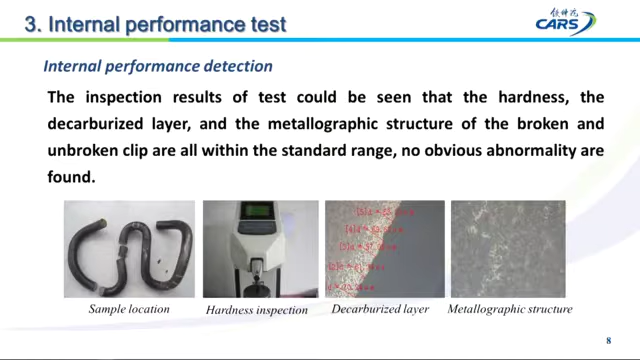 3. Internal performance test
CARS
Internal performance detection
The inspection results of test could be seen that the hardness, the
decarburized layer, and the metallographic structure of the broken and
unbroken clip are all within the standard range, no obvious abnormality are
found.
Sample location
Hardness inspection
Decarburized layer
Metallographic structure
8